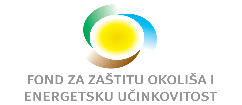 FOND ZA ZAŠTITU OKOLIŠA I
ENERGETSKU UČINKOVITOST